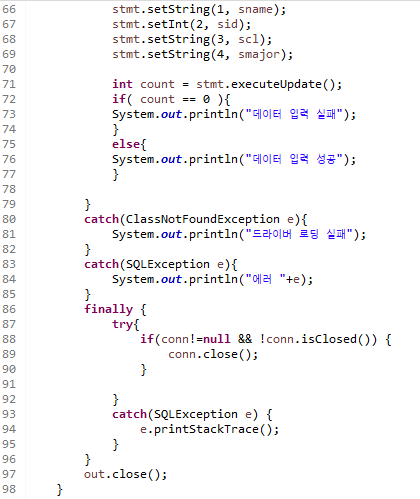 66 stmt.setString(1, sname);
67 stmt.setInt(2, sid);
68 stmt.setString(3, scl);
69 stmt.setString(4, smajor);
70
71 int count = stmt.executeUpdate();
72 if( count == 0 ){
73 System.out.println("데이터 입력 실패");
74 }
75 else{
76 System.out.println("데이터 입력 성공");
77 }
78
79 }
80 catch(ClassNotFoundException e){
81 System.out.println("드라이버 로딩 실패");
82 }
83 catch(SQLException e){
84 System.out.println("에러 "+e);
85 }
86 finally {
87 try{
88 if(conn!=null && !conn.isClosed()) {
89 conn.close();
90 }
91
92 }
93 catch(SQLException e) {
94 e.printStackTrace();
95 }
96 }
97 out.close();
98 }